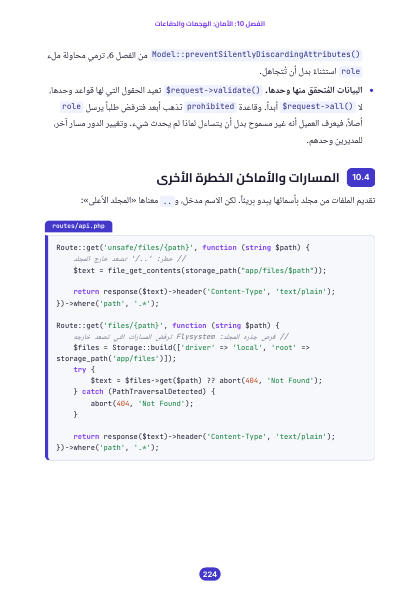 الفصل 10: الأمان: الهجمات والدفاعات
Model::preventSilentlyDiscardingAttributes() من الفصل 6، ترمي محاولة ملء
role استثناءً بدل أن تُتجاهل.
• البيانات المُتحقق منها وحدها. $request->validate() تعيد الحقول التي لها قواعد وحدها،
لا $request->all() أبداً. وقاعدة prohibited تذهب أبعد فترفض طلباً يرسل role
أصلاً، فيعرف العميل أنه غير مسموح بدل أن يتساءل لماذا لم يحدث شيء. وتغيير الدور مسار آخر،
للمديرين وحدهم.
10.4 المسارات والأماكن الخطرة الأخرى
تقديم الملفات من مجلد بأسمائها يبدو بريئاً. لكن الاسم مدخل، و .. معناها «المجلد الأعلى»:
routes/api.php
Route::get('unsafe/files/{path}', function (string $path) {
// خطر: '../' تصعد خارج المجلد
$text = file_get_contents(storage_path("app/files/$path"));
return response($text)->header('Content-Type', 'text/plain');
})->where('path', '.*');
Route::get('files/{path}', function (string $path) {
// قرص جذره المجلد: Flysystem ترفض المسارات التي تصعد خارجه
$files = Storage::build(['driver' => 'local', 'root' =>
storage_path('app/files')]);
try {
$text = $files->get($path) ?? abort(404, 'Not Found');
} catch (PathTraversalDetected) {
abort(404, 'Not Found');
}
return response($text)->header('Content-Type', 'text/plain');
})->where('path', '.*');
224